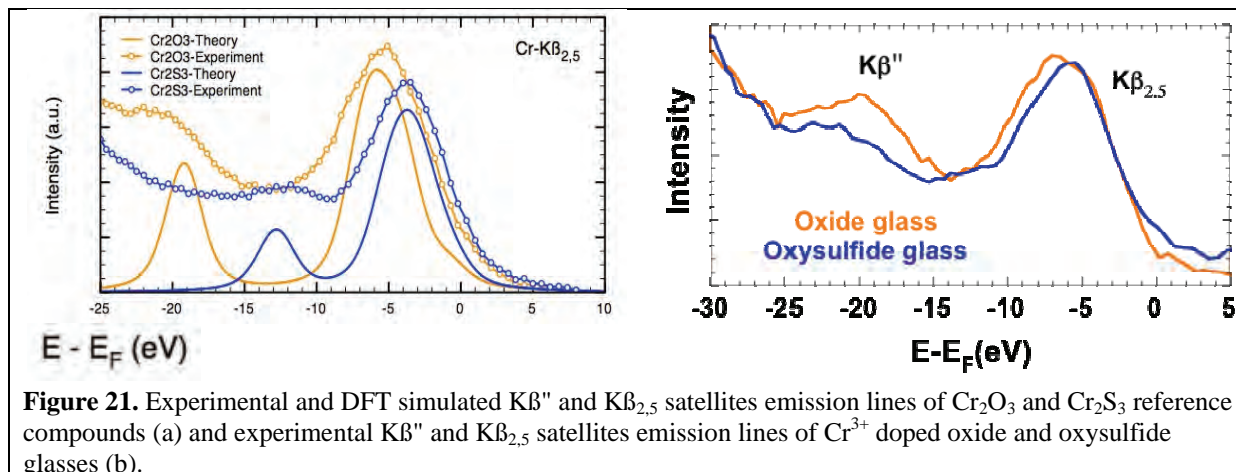 Cr2O3-Theory
Cr2O3-Experiment
Cr2S3-Theory
Cr2S3-Experiment
Cr-Kß2,5
Intensity (a.u.)
-25 -20 -15 -10 -5 0 5 10
E - EF (eV)
Kβ"
Kβ2.5
Intensity
Oxide glass
Oxysulfide glass
-30 -25 -20 -15 -10 -5 0 5
E-EF(eV)
Figure 21. Experimental and DFT simulated Kß" and Kß2,5 satellites emission lines of Cr2O3 and Cr2S3 reference
compounds (a) and experimental Kß" and Kß2,5 satellites emission lines of Cr3+ doped oxide and oxysulfide
glasses (b).